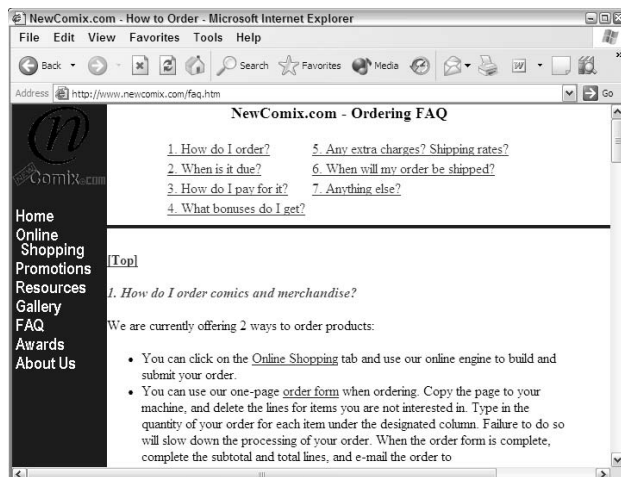 NewComix.com - How to Order - Microsoft Internet Explorer
File Edit View Favorites Tools Help
Back Search Favorites Media
Address http://www.newcomix.com/faq.htm Go
n
NEW
Comix.com
Home
Online
Shopping
Promotions
Resources
Gallery
FAQ
Awards
About Us
NewComix.com - Ordering FAQ
1. How do I order?
2. When is it due?
3. How do I pay for it?
4. What bonuses do I get?
5. Any extra charges? Shipping rates?
6. When will my order be shipped?
7. Anything else?
[Top]
1. How do I order comics and merchandise?
We are currently offering 2 ways to order products:
• You can click on the Online Shopping tab and use our online engine to build and
submit your order.
• You can use our one-page order form when ordering. Copy the page to your
machine, and delete the lines for items you are not interested in. Type in the
quantity of your order for each item under the designated column. Failure to do so
will slow down the processing of your order. When the order form is complete,
complete the subtotal and total lines, and e-mail the order to